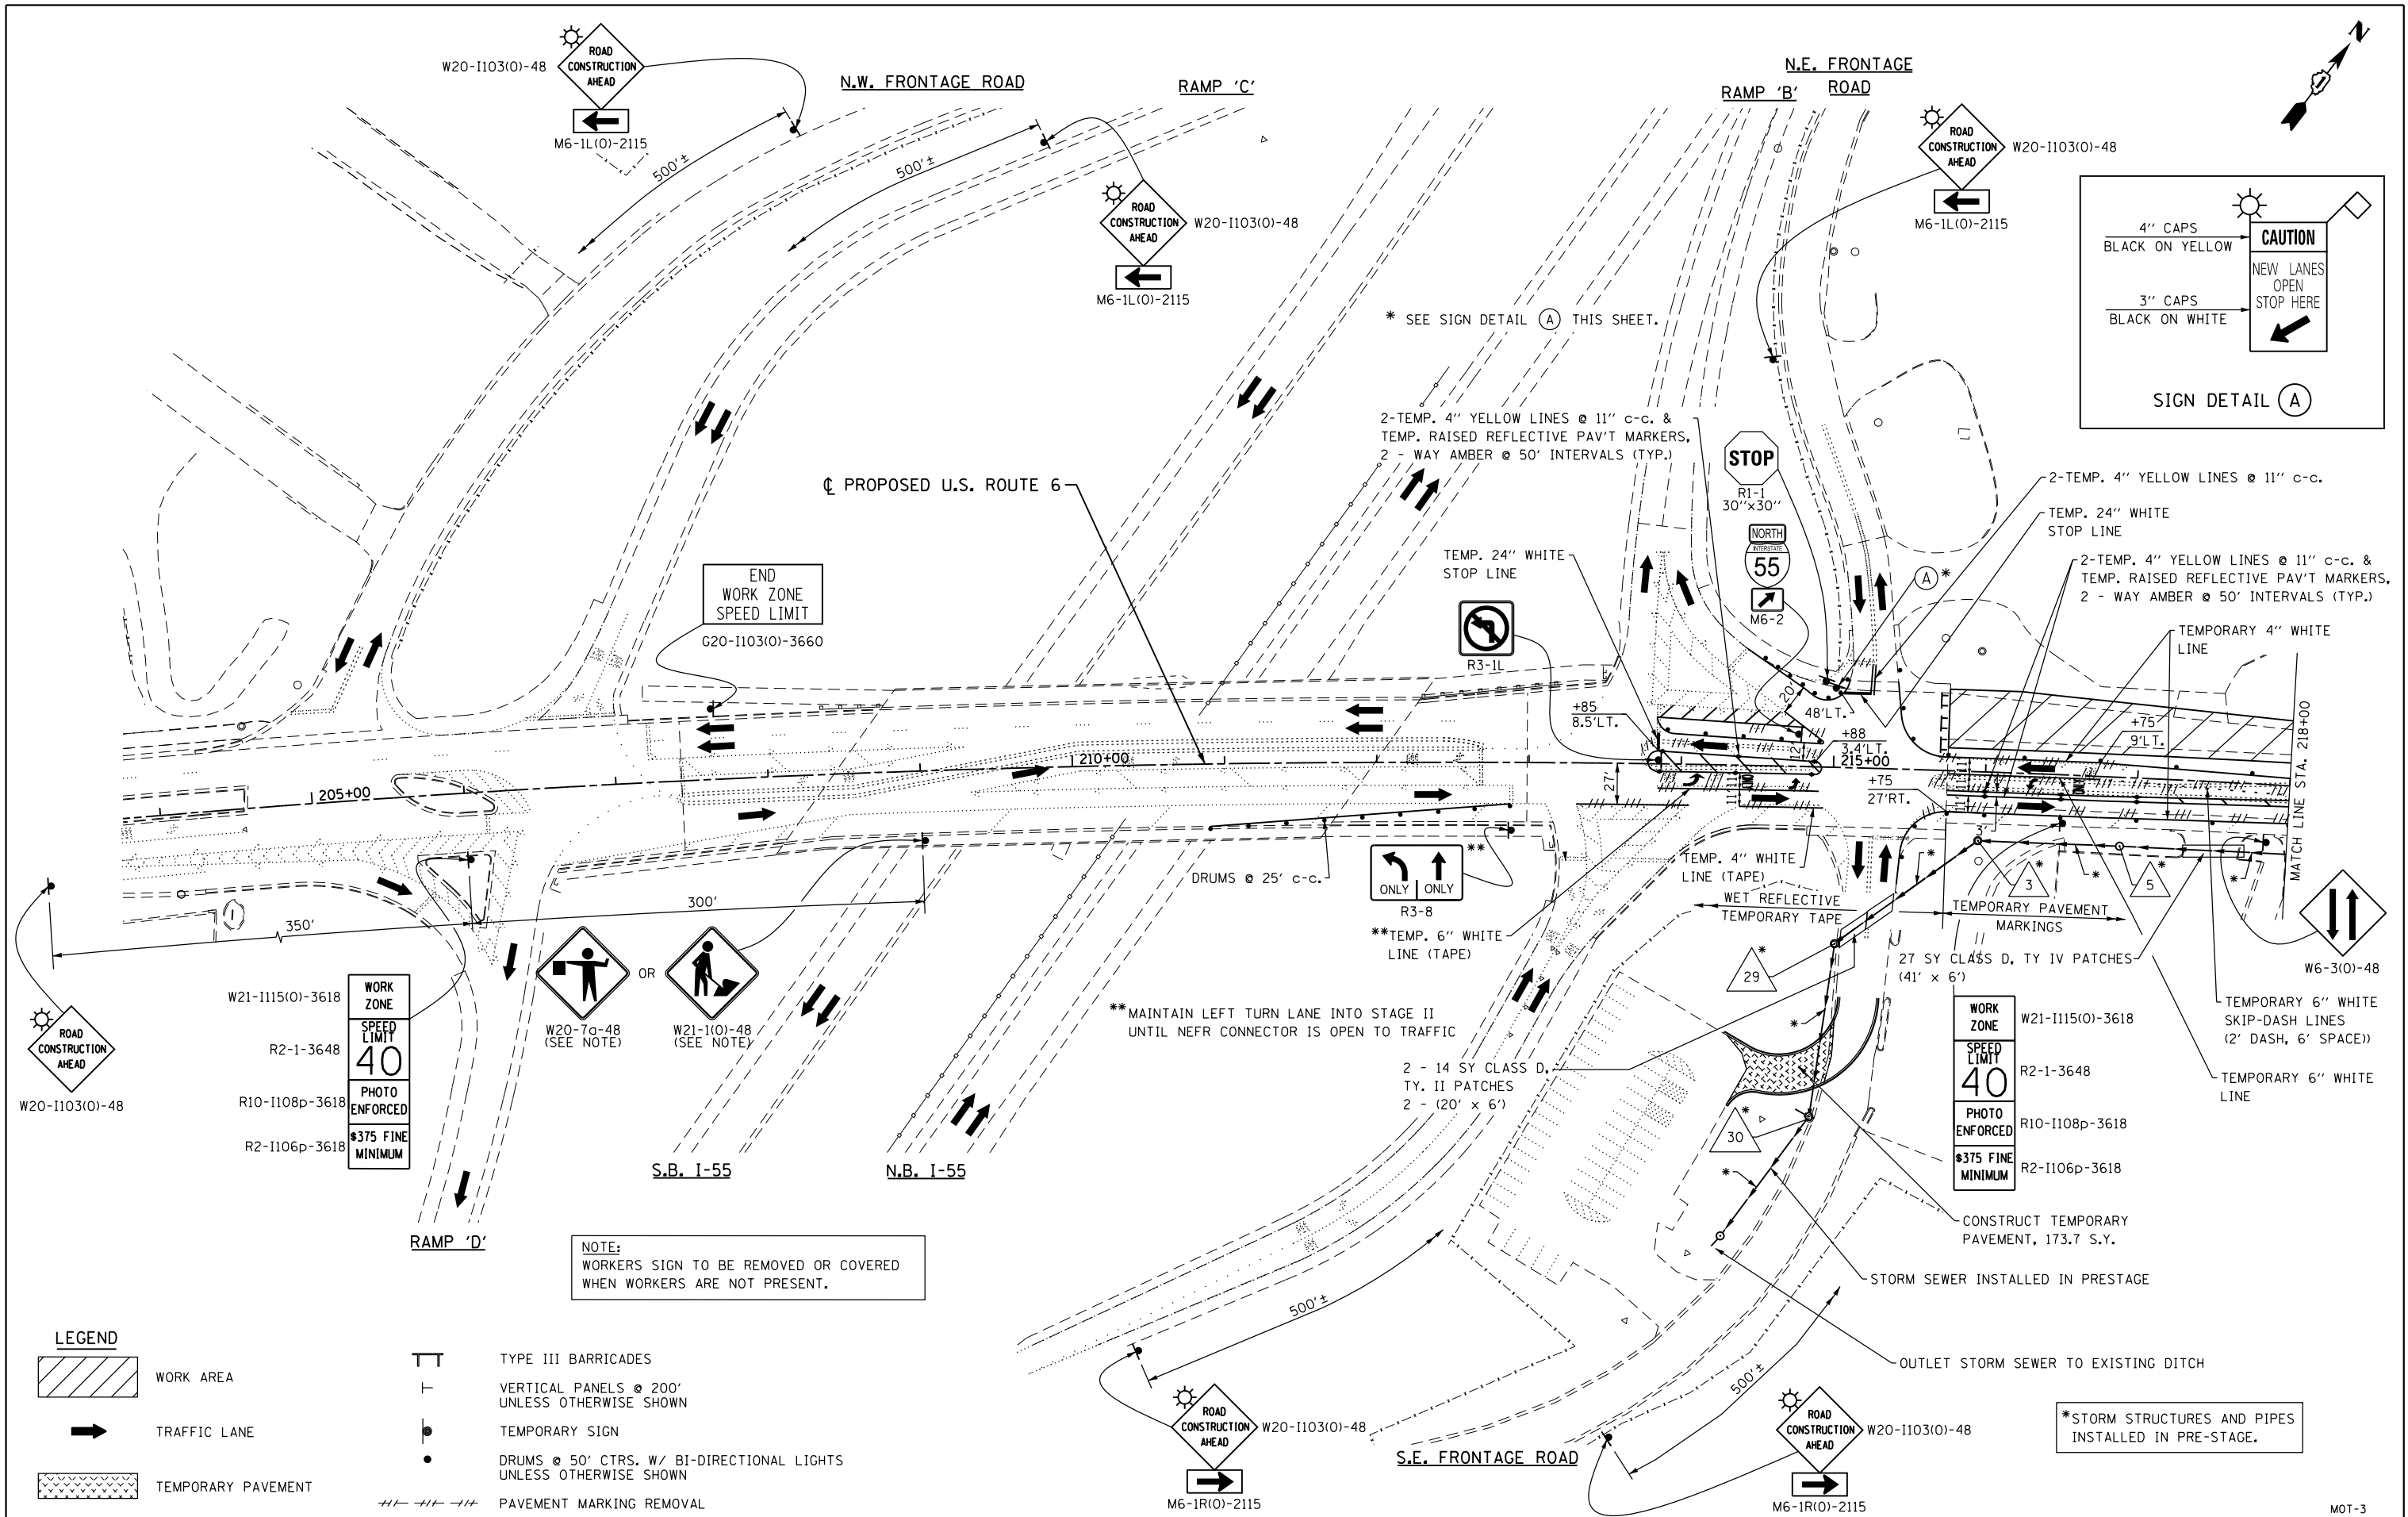 W20-I103(O)-48
ROAD
CONSTRUCTION
AHEAD
M6-1L(O)-2115
N.W. FRONTAGE ROAD
RAMP 'C'
500'±
500'±
ROAD
CONSTRUCTION
AHEAD
W20-I103(O)-48
M6-1L(O)-2115
RAMP 'B'
N.E. FRONTAGE
ROAD
ROAD
CONSTRUCTION
AHEAD
W20-I103(O)-48
M6-1L(O)-2115
N
4" CAPS
BLACK ON YELLOW
CAUTION
NEW LANES
OPEN
STOP HERE
3" CAPS
BLACK ON WHITE
SIGN DETAIL A
* SEE SIGN DETAIL A THIS SHEET.
2-TEMP. 4" YELLOW LINES @ 11" c-c. &
TEMP. RAISED REFLECTIVE PAV'T MARKERS,
2 - WAY AMBER @ 50' INTERVALS (TYP.)
STOP
R1-1
30"x30"
NORTH
INTERSTATE
55
M6-2
℄ PROPOSED U.S. ROUTE 6
2-TEMP. 4" YELLOW LINES @ 11" c-c.
TEMP. 24" WHITE
STOP LINE
2-TEMP. 4" YELLOW LINES @ 11" c-c. &
TEMP. RAISED REFLECTIVE PAV'T MARKERS,
2 - WAY AMBER @ 50' INTERVALS (TYP.)
A *
TEMPORARY 4" WHITE
LINE
TEMP. 24" WHITE
STOP LINE
R3-1L
END
WORK ZONE
SPEED LIMIT
G20-I103(O)-3660
+85
8.5'LT.
20'
48'LT.
+88
3.4'LT.
12'
+75
9'LT.
MATCH LINE STA. 218+00
205+00
210+00
215+00
27'
11'
11'
11'
11'
+75
27'RT.
3'
ONLY
ONLY
ONLY ONLY
R3-8
**
DRUMS @ 25' c-c.
TEMP. 4" WHITE
LINE (TAPE)
WET REFLECTIVE
TEMPORARY TAPE
TEMPORARY PAVEMENT
MARKINGS
3
*
5
*
*
*
*
*
**TEMP. 6" WHITE
LINE (TAPE)
29
*
27 SY CLASS D, TY IV PATCHES
(41' x 6')
W6-3(O)-48
300'
350'
OR
W20-7a-48
(SEE NOTE)
W21-1(O)-48
(SEE NOTE)
W21-I115(O)-3618
WORK
ZONE
R2-1-3648
SPEED
LIMIT
40
R10-I108p-3618
PHOTO
ENFORCED
R2-I106p-3618
$375 FINE
MINIMUM
ROAD
CONSTRUCTION
AHEAD
W20-I103(O)-48
**MAINTAIN LEFT TURN LANE INTO STAGE II
UNTIL NEFR CONNECTOR IS OPEN TO TRAFFIC
2 - 14 SY CLASS D,
TY. II PATCHES
2 - (20' x 6')
*
30
*
*
WORK
ZONE
W21-I115(O)-3618
SPEED
LIMIT
40
R2-1-3648
PHOTO
ENFORCED
R10-I108p-3618
$375 FINE
MINIMUM
R2-I106p-3618
TEMPORARY 6" WHITE
SKIP-DASH LINES
(2' DASH, 6' SPACE))
TEMPORARY 6" WHITE
LINE
S.B. I-55
N.B. I-55
RAMP 'D'
CONSTRUCT TEMPORARY
PAVEMENT, 173.7 S.Y.
STORM SEWER INSTALLED IN PRESTAGE
OUTLET STORM SEWER TO EXISTING DITCH
NOTE:
WORKERS SIGN TO BE REMOVED OR COVERED
WHEN WORKERS ARE NOT PRESENT.
500'±
500'±
S.E. FRONTAGE ROAD
ROAD
CONSTRUCTION
AHEAD
W20-I103(O)-48
M6-1R(O)-2115
ROAD
CONSTRUCTION
AHEAD
W20-I103(O)-48
M6-1R(O)-2115
*STORM STRUCTURES AND PIPES
INSTALLED IN PRE-STAGE.
LEGEND
WORK AREA
TRAFFIC LANE
TEMPORARY PAVEMENT
TYPE III BARRICADES
VERTICAL PANELS @ 200'
UNLESS OTHERWISE SHOWN
TEMPORARY SIGN
DRUMS @ 50' CTRS. W/ BI-DIRECTIONAL LIGHTS
UNLESS OTHERWISE SHOWN
PAVEMENT MARKING REMOVAL
MOT-3